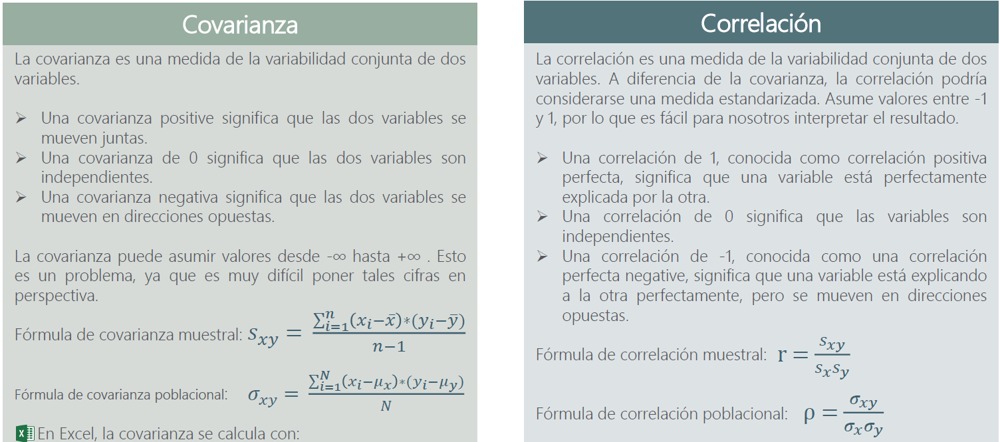 Covarianza
La covarianza es una medida de la variabilidad conjunta de dos
variables.
➢ Una covarianza positive significa que las dos variables se
mueven juntas.
➢ Una covarianza de 0 significa que las dos variables son
independientes.
➢ Una covarianza negativa significa que las dos variables se
mueven en direcciones opuestas.
La covarianza puede asumir valores desde -∞ hasta +∞ . Esto
es un problema, ya que es muy difícil poner tales cifras en
perspectiva.
Fórmula de covarianza muestral: $s_{xy} = \frac{\sum_{i=1}^{n}(x_i-\bar{x})*(y_i-\bar{y})}{n-1}$
Fórmula de covarianza poblacional: $\sigma_{xy} = \frac{\sum_{i=1}^{N}(x_i-\mu_x)*(y_i-\mu_y)}{N}$
En Excel, la covarianza se calcula con:
Correlación
La correlación es una medida de la variabilidad conjunta de dos
variables. A diferencia de la covarianza, la correlación podría
considerarse una medida estandarizada. Asume valores entre -1
y 1, por lo que es fácil para nosotros interpretar el resultado.
➢ Una correlación de 1, conocida como correlación positiva
perfecta, significa que una variable está perfectamente
explicada por la otra.
➢ Una correlación de 0 significa que las variables son
independientes.
➢ Una correlación de -1, conocida como una correlación
perfecta negative, significa que una variable está explicando
a la otra perfectamente, pero se mueven en direcciones
opuestas.
Fórmula de correlación muestral: $r = \frac{s_{xy}}{s_x s_y}$
Fórmula de correlación poblacional: $\rho = \frac{\sigma_{xy}}{\sigma_x \sigma_y}$